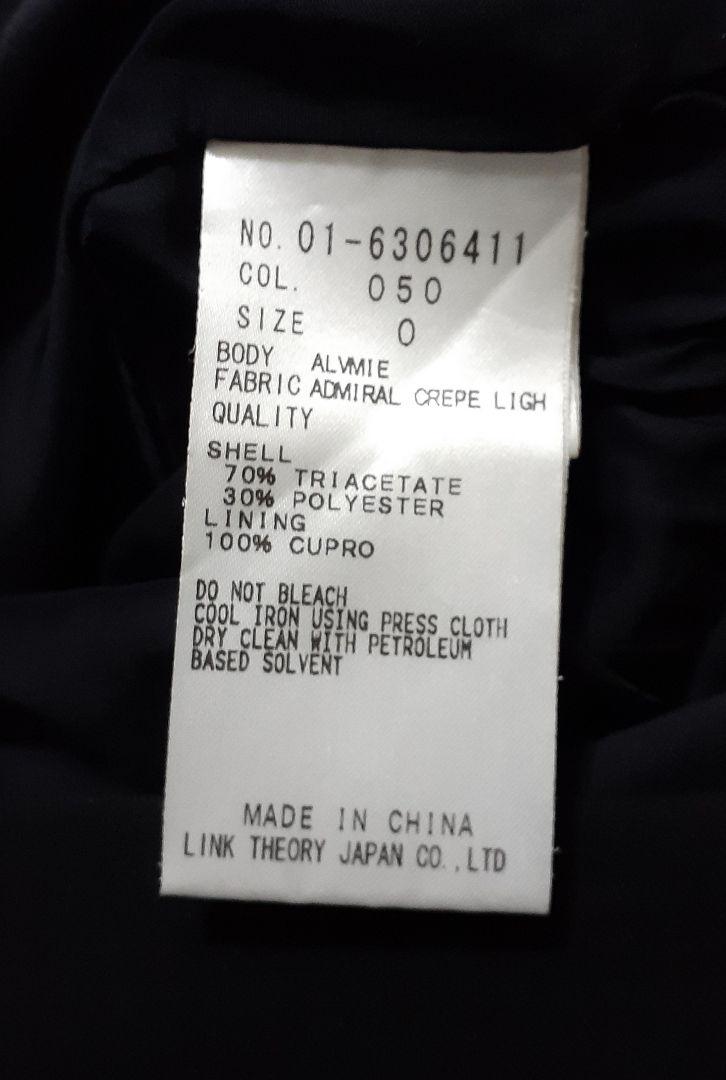 NO. 01-6306411
COL. 050
SIZE 0
BODY ALVMIE
FABRIC ADMIRAL CREPE LIGH
QUALITY
SHELL
70% TRIACETATE
30% POLYESTER
LINING
100% CUPRO
DO NOT BLEACH
COOL IRON USING PRESS CLOTH
DRY CLEAN WITH PETROLEUM
BASED SOLVENT
MADE IN CHINA
LINK THEORY JAPAN CO.,LTD